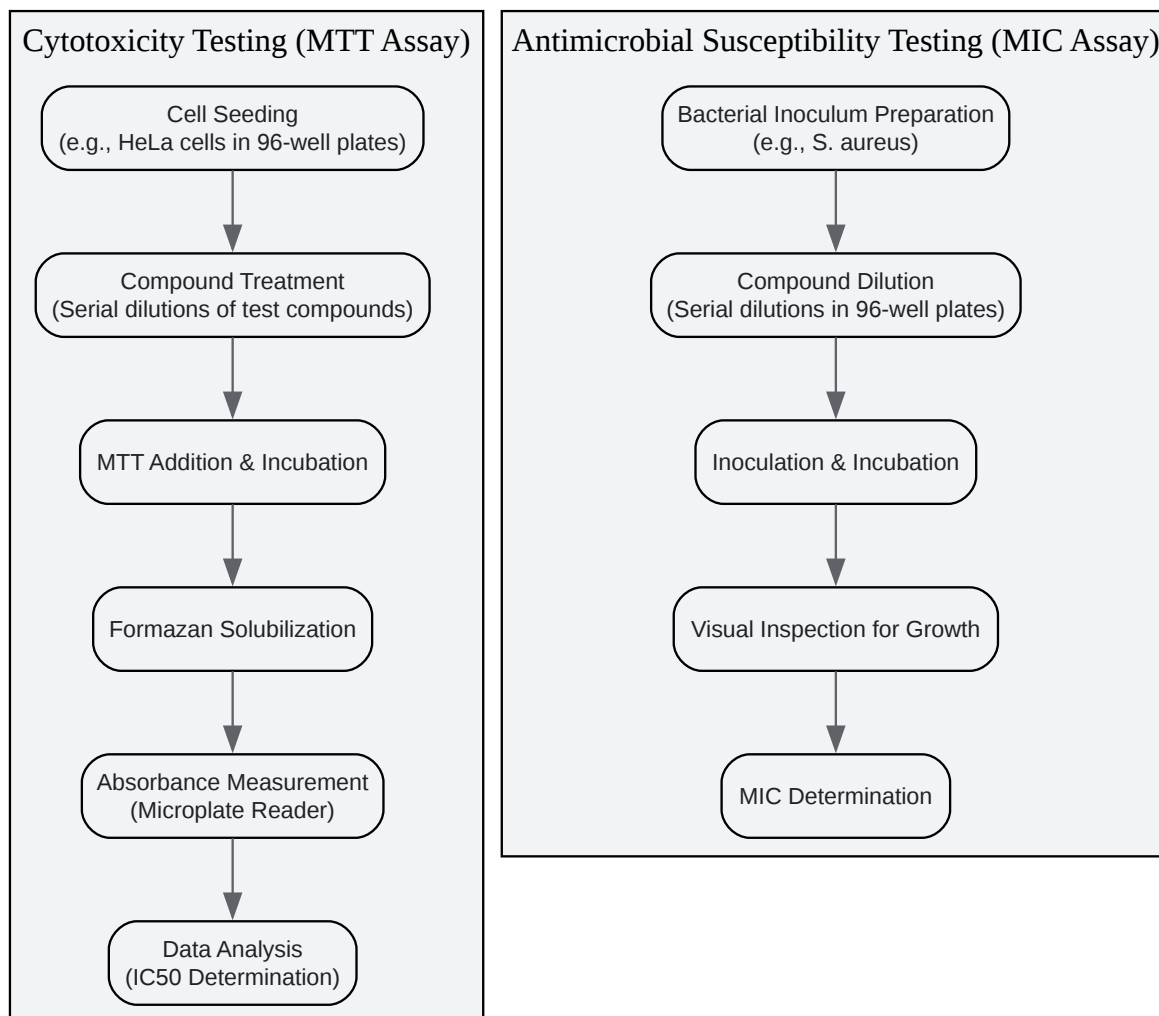 Cytotoxicity Testing (MTT Assay)
Cell Seeding
(e.g., HeLa cells in 96-well plates)
Compound Treatment
(Serial dilutions of test compounds)
MTT Addition & Incubation
Formazan Solubilization
Absorbance Measurement
(Microplate Reader)
Data Analysis
(IC50 Determination)
Antimicrobial Susceptibility Testing (MIC Assay)
Bacterial Inoculum Preparation
(e.g., S. aureus)
Compound Dilution
(Serial dilutions in 96-well plates)
Inoculation & Incubation
Visual Inspection for Growth
MIC Determination